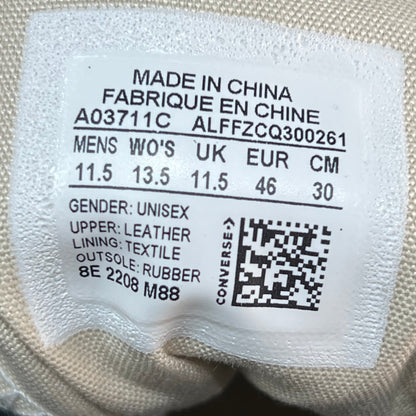 MADE IN CHINA
FABRIQUE EN CHINE
A03711C ALFFZCQ300261
MENS WO'S UK EUR CM
11.5 13.5 11.5 46 30
GENDER: UNISEX
UPPER: LEATHER
LINING: TEXTILE
OUTSOLE: RUBBER
8E 2208 M88
CONVERSE